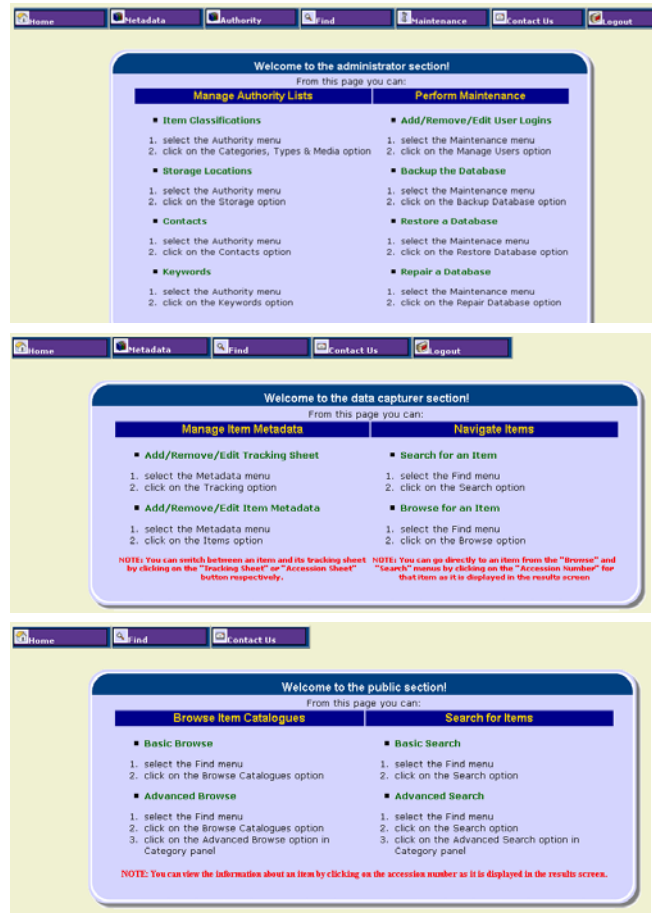 Home Metadata Authority Find Maintenance Contact Us Logout
Welcome to the administrator section!
From this page you can:
Manage Authority Lists Perform Maintenance
Item Classifications
1. select the Authority menu
2. click on the Categories, Types & Media option
Storage Locations
1. select the Authority menu
2. click on the Storage option
Contacts
1. select the Authority menu
2. click on the Contacts option
Keywords
1. select the Authority menu
2. click on the Keywords option
Add/Remove/Edit User Logins
1. select the Maintenance menu
2. click on the Manage Users option
Backup the Database
1. select the Maintenance menu
2. click on the Backup Database option
Restore a Database
1. select the Maintenace menu
2. click on the Restore Database option
Repair a Database
1. select the Maintenance menu
2. click on the Repair Database option
Home Metadata Find Contact Us Logout
Welcome to the data capturer section!
From this page you can:
Manage Item Metadata Navigate Items
Add/Remove/Edit Tracking Sheet
1. select the Metadata menu
2. click on the Tracking option
Add/Remove/Edit Item Metadata
1. select the Metadata menu
2. click on the Items option
NOTE: You can switch between an item and its tracking sheet
by clicking on the "Tracking Sheet" or "Accession Sheet"
button respectively.
Search for an Item
1. select the Find menu
2. click on the Search option
Browse for an Item
1. select the Find menu
2. click on the Browse option
NOTE: You can go directly to an item from the "Browse" and
"Search" menus by clicking on the "Accession Number" for
that item as it is displayed in the results screen
Home Find Contact Us
Welcome to the public section!
From this page you can:
Browse Item Catalogues Search for Items
Basic Browse
1. select the Find menu
2. click on the Browse Catalogues option
Advanced Browse
1. select the Find menu
2. click on the Browse Catalogues option
3. click on the Advanced Browse option in
Category panel
Basic Search
1. select the Find menu
2. click on the Search option
Advanced Search
1. select the Find menu
2. click on the Search option
3. click on the Advanced Search option in
Category panel
NOTE: You can view the information about an item by clicking on the accession number as it is displayed in the results screen.